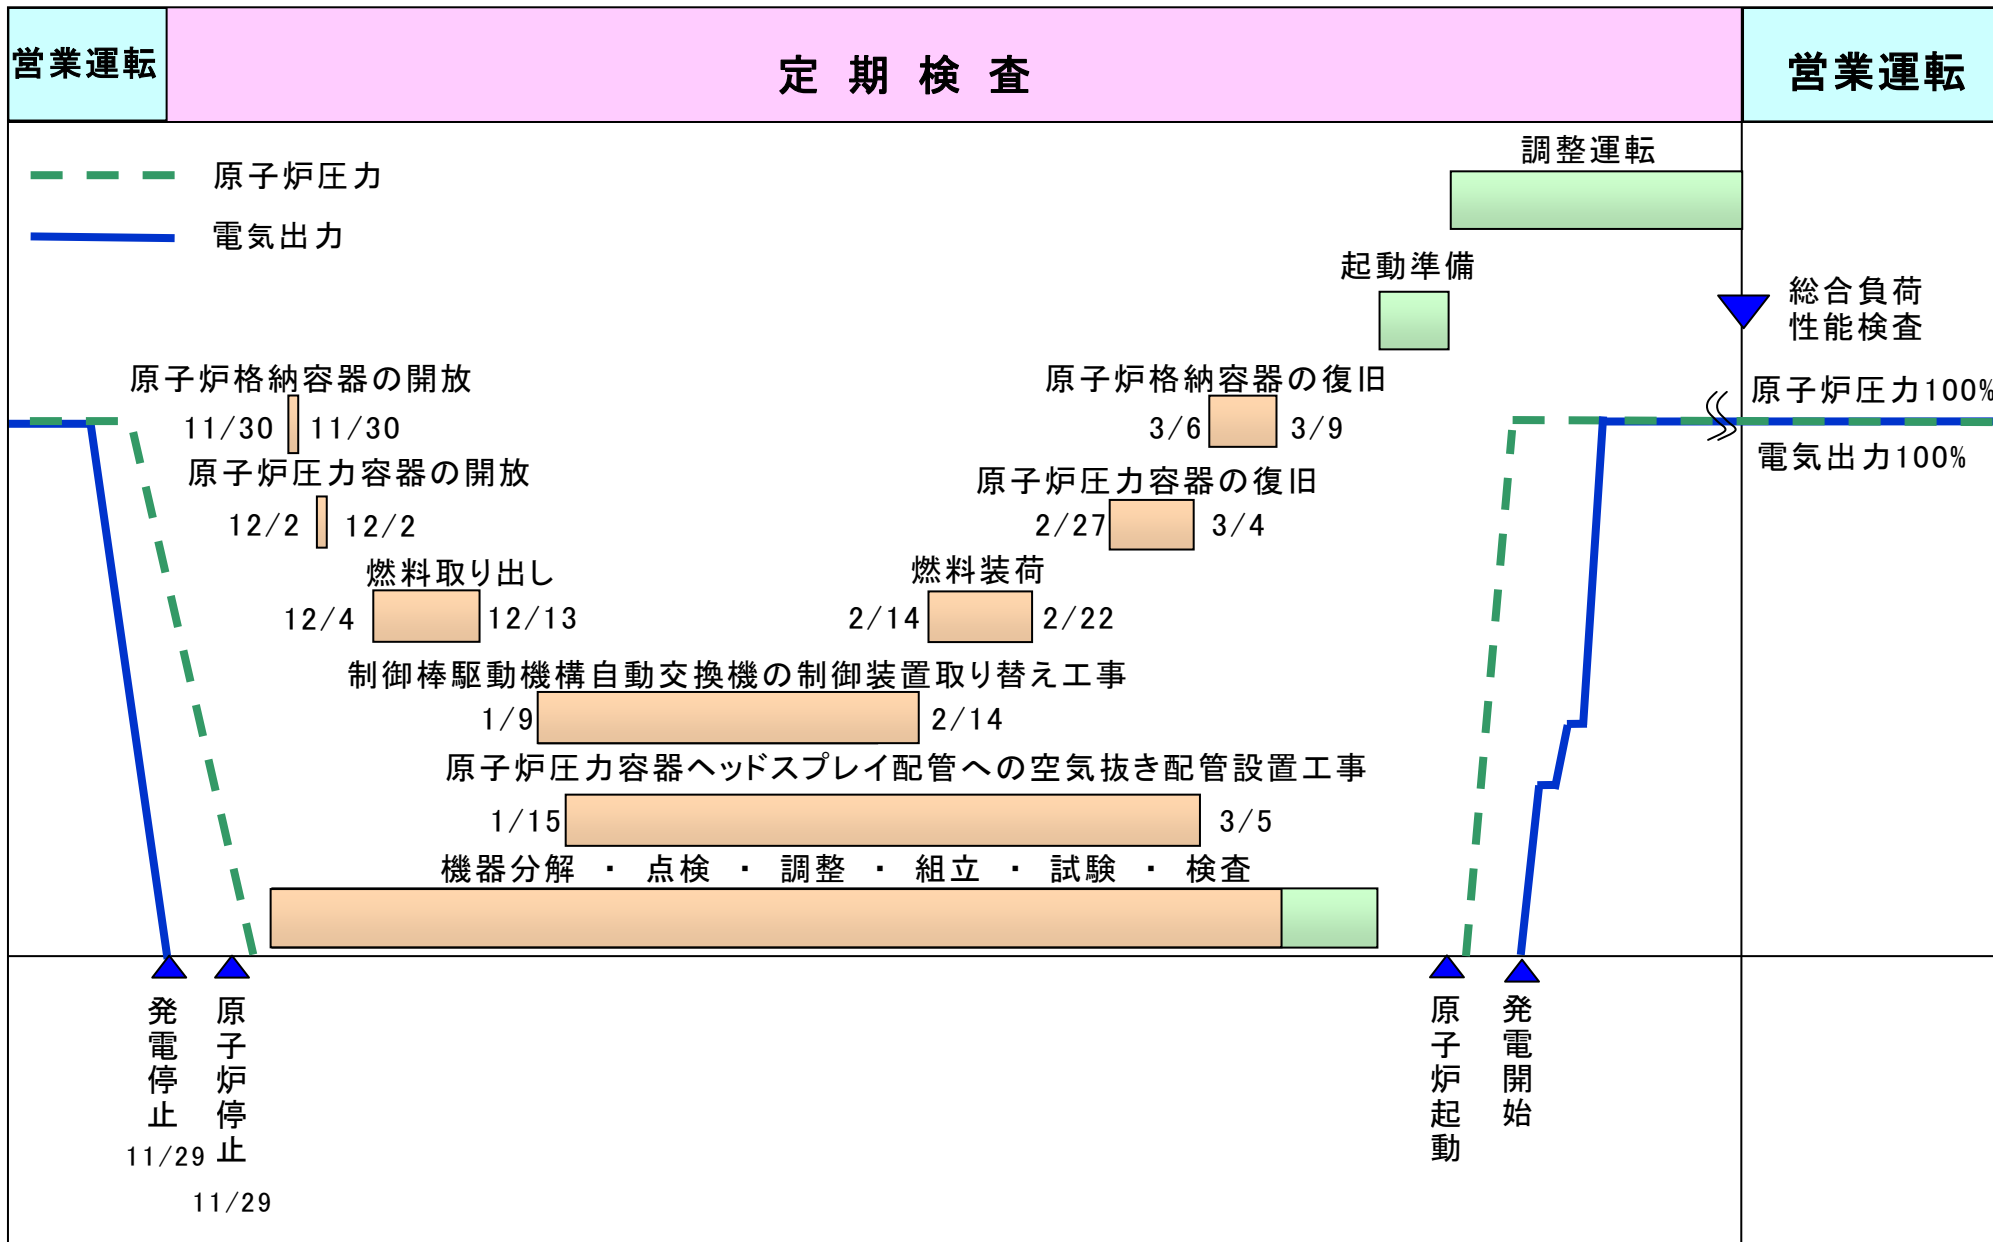 営業運転
定期検査
営業運転
調整運転
原子炉圧力
電気出力
起動準備
総合負荷
性能検査
原子炉格納容器の開放
11/30 11/30
原子炉格納容器の復旧
3/6 3/9
原子炉圧力100%
電気出力100%
原子炉圧力容器の開放
12/2 12/2
原子炉圧力容器の復旧
2/27 3/4
燃料取り出し
12/4 12/13
燃料装荷
2/14 2/22
制御棒駆動機構自動交換機の制御装置取り替え工事
1/9 2/14
原子炉圧力容器ヘッドスプレイ配管への空気抜き配管設置工事
1/15 3/5
機器分解 ・ 点検 ・ 調整 ・ 組立 ・ 試験 ・ 検査
発電停止
11/29
原子炉停止
11/29
原子炉起動
発電開始